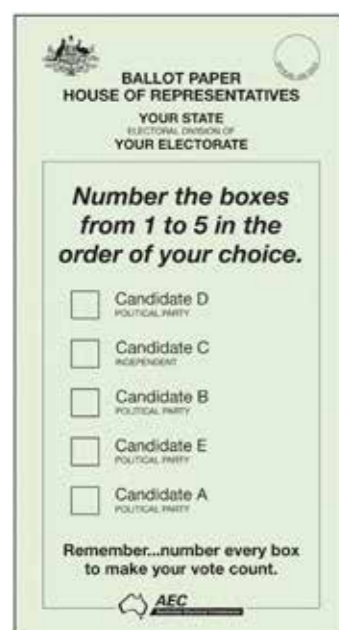 BALLOT PAPER
HOUSE OF REPRESENTATIVES
YOUR STATE
ELECTORAL DIVISION OF
YOUR ELECTORATE
Number the boxes
from 1 to 5 in the
order of your choice.
Candidate D
POLITICAL PARTY
Candidate C
INDEPENDENT
Candidate B
POLITICAL PARTY
Candidate E
POLITICAL PARTY
Candidate A
POLITICAL PARTY
Remember...number every box
to make your vote count.
AEC